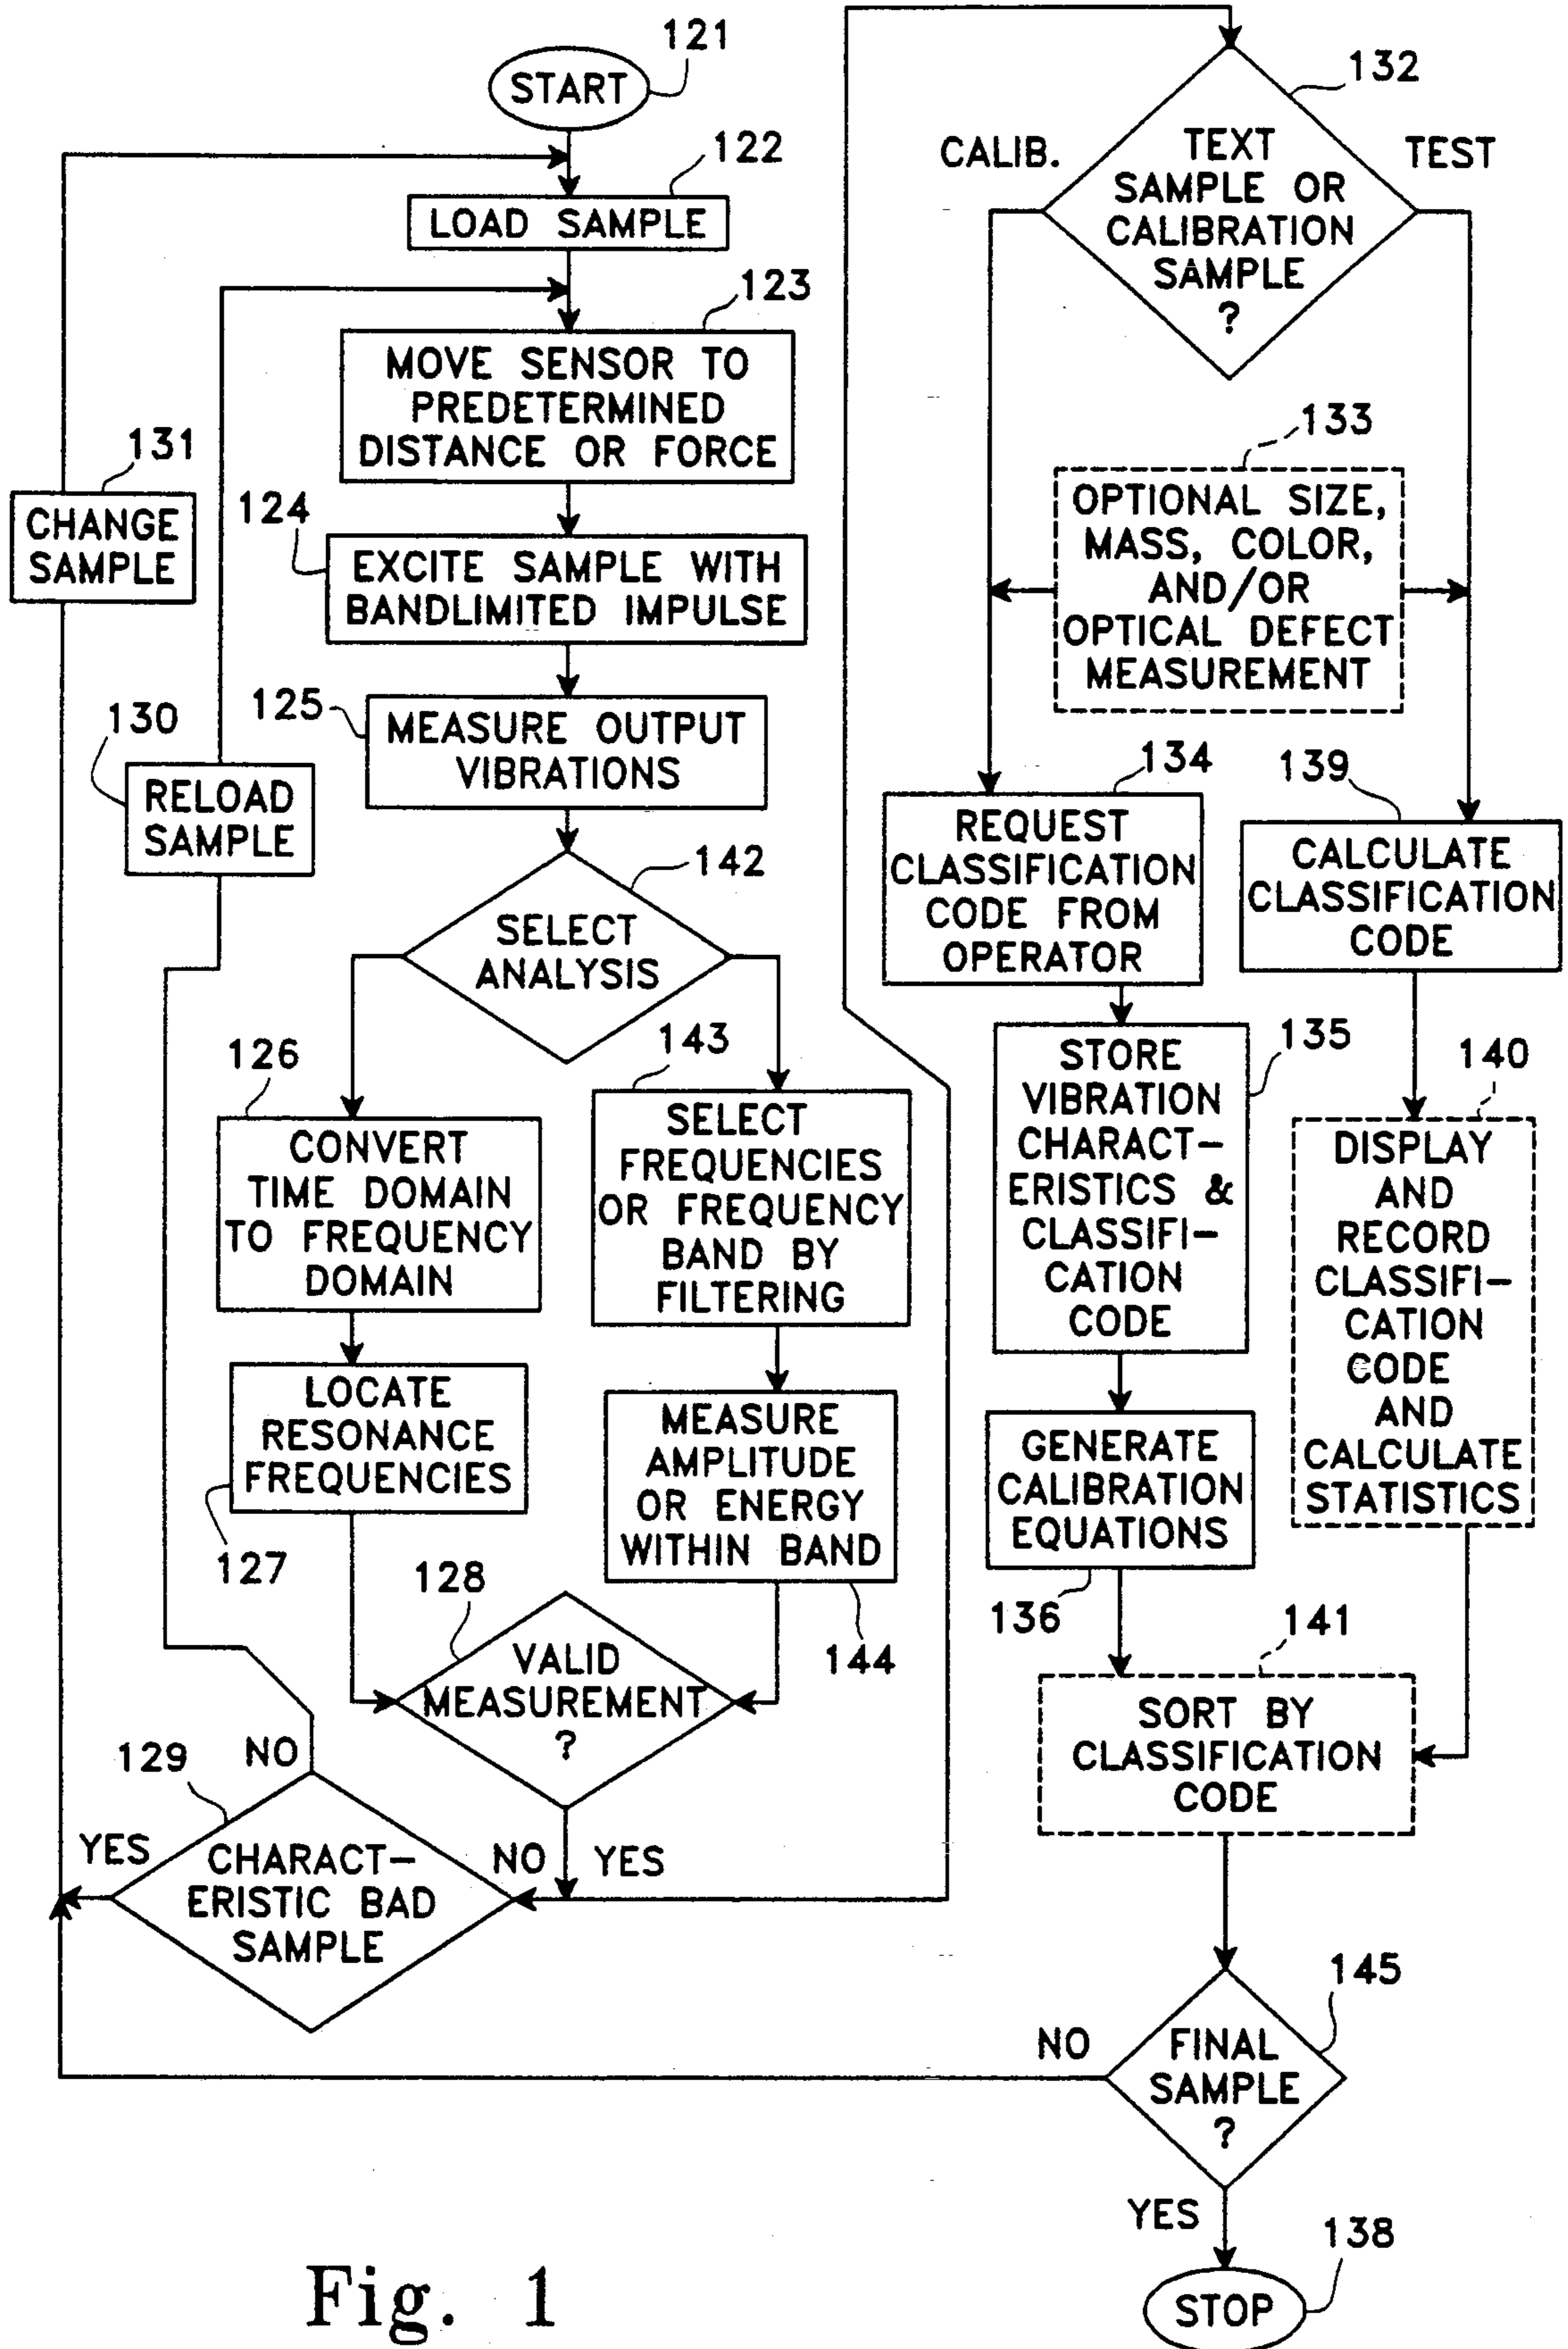 121
START
122
LOAD SAMPLE
123
MOVE SENSOR TO
PREDETERMINED
DISTANCE OR FORCE
131
CHANGE
SAMPLE
124
EXCITE SAMPLE WITH
BANDLIMITED IMPULSE
125
MEASURE OUTPUT
VIBRATIONS
130
RELOAD
SAMPLE
142
SELECT
ANALYSIS
126
CONVERT
TIME DOMAIN
TO FREQUENCY
DOMAIN
143
SELECT
FREQUENCIES
OR FREQUENCY
BAND BY
FILTERING
LOCATE
RESONANCE
FREQUENCIES
127
MEASURE
AMPLITUDE
OR ENERGY
WITHIN BAND
144
128
VALID
MEASUREMENT
?
NO YES
129
NO
YES
CHARACT-
ERISTIC BAD
SAMPLE
132
CALIB.
TEXT
SAMPLE OR
CALIBRATION
SAMPLE
?
TEST
133
OPTIONAL SIZE,
MASS, COLOR,
AND/OR
OPTICAL DEFECT
MEASUREMENT
134
REQUEST
CLASSIFICATION
CODE FROM
OPERATOR
139
CALCULATE
CLASSIFICATION
CODE
135
STORE
VIBRATION
CHARACT-
ERISTICS &
CLASSIFI-
CATION
CODE
140
DISPLAY
AND
RECORD
CLASSIFI-
CATION
CODE
AND
CALCULATE
STATISTICS
GENERATE
CALIBRATION
EQUATIONS
136
141
SORT BY
CLASSIFICATION
CODE
145
NO
FINAL
SAMPLE
?
YES
138
STOP
Fig. 1